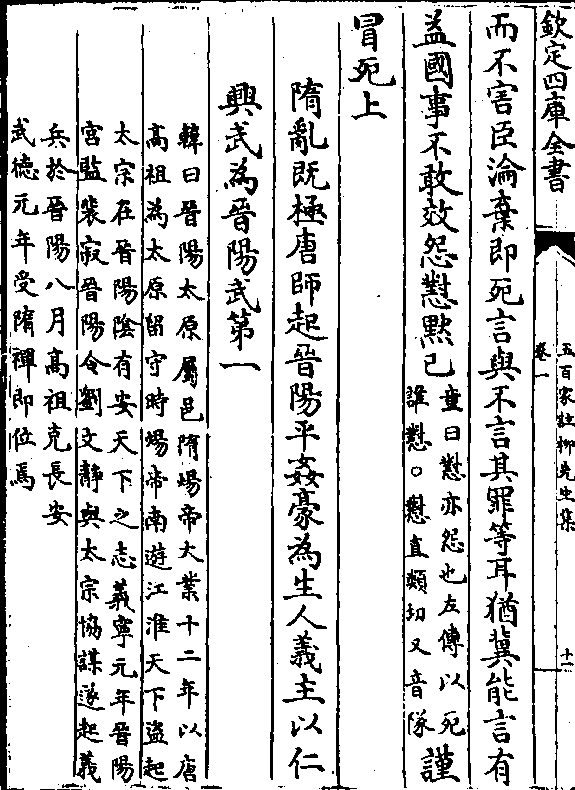 欽定四庫全書
五百家註柳先生集
卷一
十一
而不害臣淪棄即死言與不言其罪等耳猶冀能言有
益國事不敢效怨懟黙已童曰懟亦怨也左傳以死誰懟○懟直類切又音隊謹
冒死上
隋亂既極唐師起晉陽平姦豪為生人義主以仁
興武為晉陽武第一
韓曰晉陽太原屬邑隋煬帝大業十二年以唐
高祖為太原留守時煬帝南遊江淮天下盜起
太宗在晉陽陰有安天下之志義寧元年晉陽
宮監裴寂晉陽令劉文靜與太宗協謀遂起義
兵於晉陽八月高祖克長安
武徳元年受隋禪即位焉